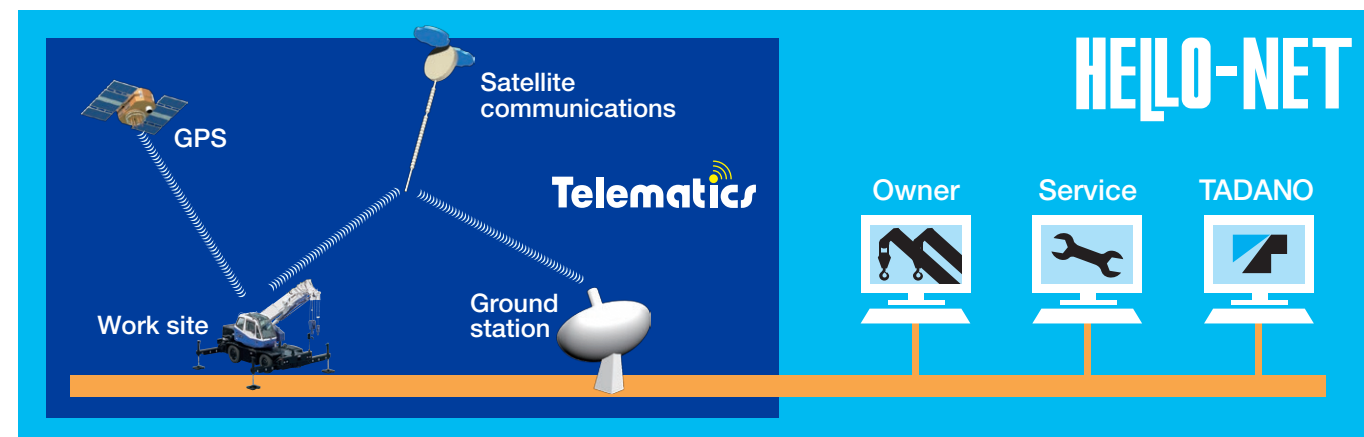 HELLO-NET
Satellite
communications
GPS
Telematics
Owner
Service
TADANO
Work site
Ground
station